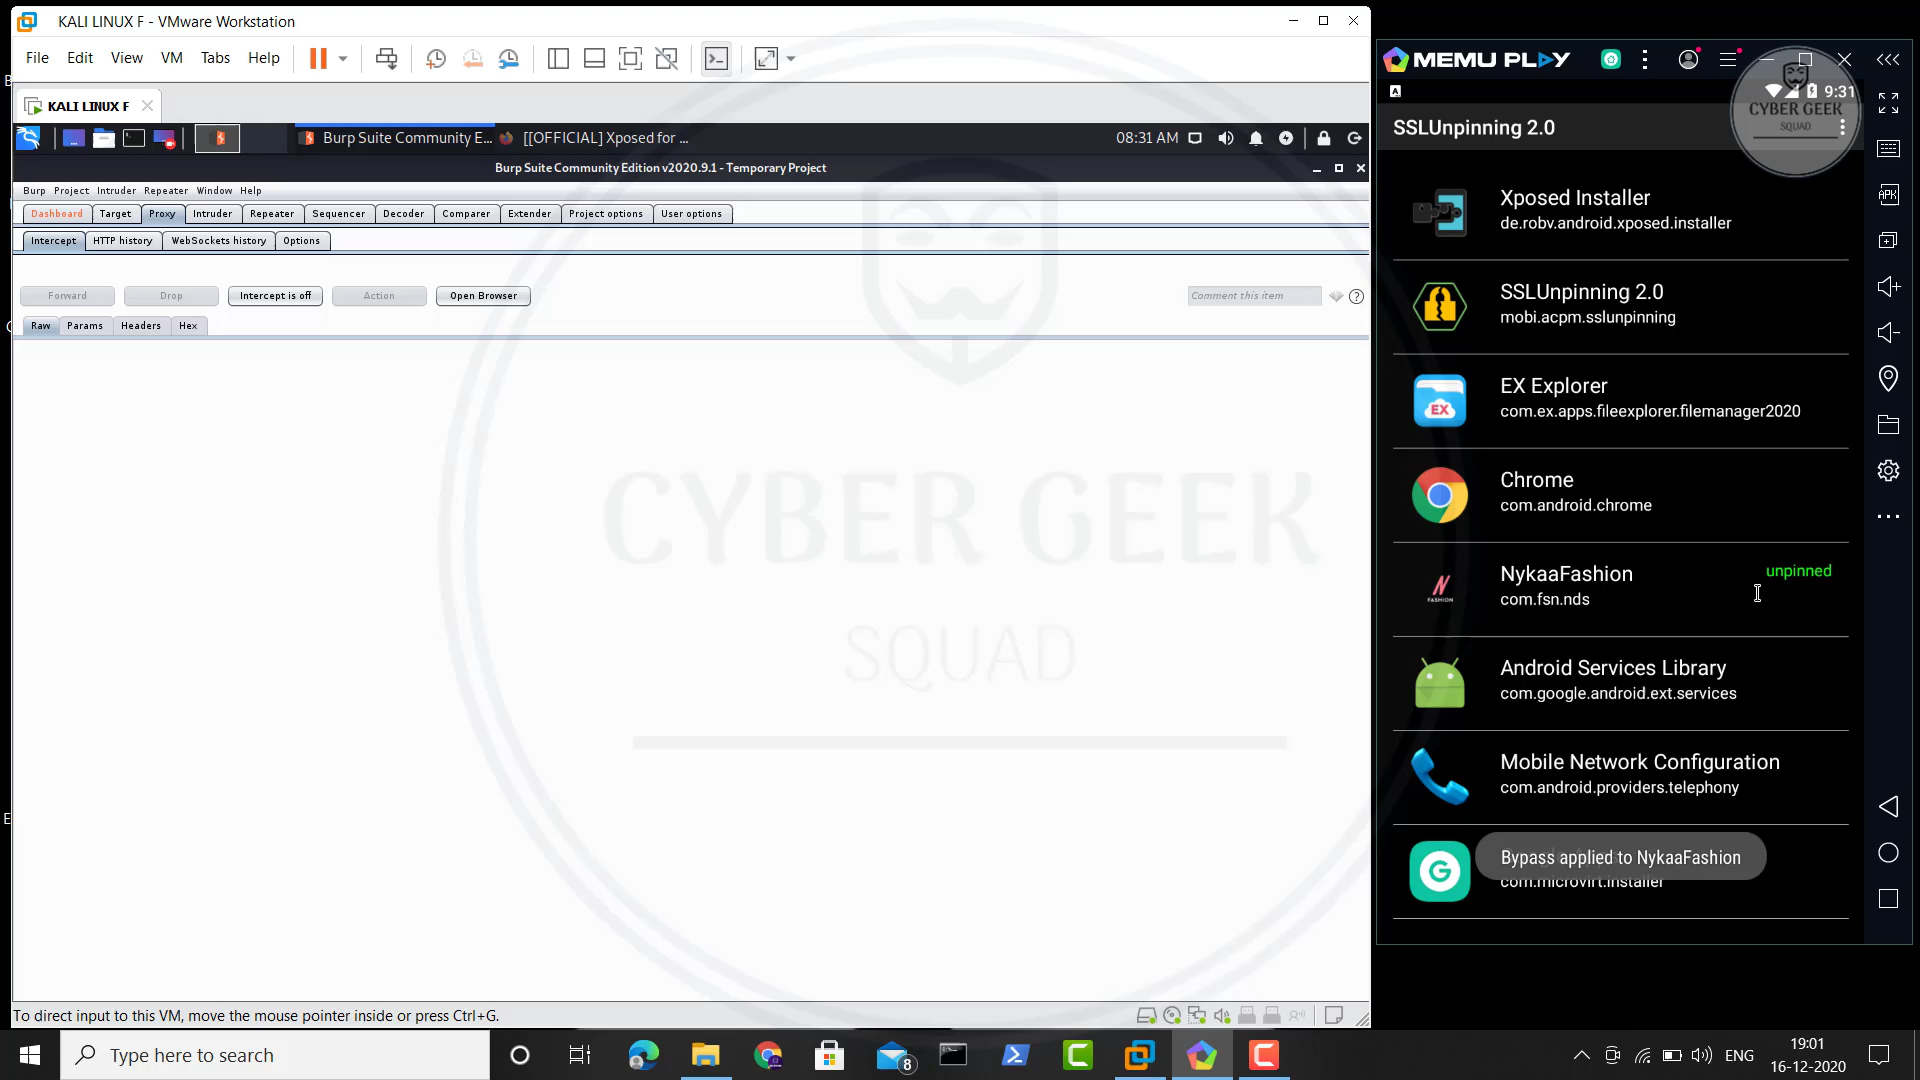 KALI LINUX F - VMware Workstation
File Edit View VM Tabs Help
KALI LINUX F
Burp Suite Community E... [[OFFICIAL] Xposed for ... 08:31 AM
Burp Suite Community Edition v2020.9.1 - Temporary Project
Burp Project Intruder Repeater Window Help
Dashboard Target Proxy Intruder Repeater Sequencer Decoder Comparer Extender Project options User options
Intercept HTTP history WebSockets history Options
Forward Drop Intercept is off Action Open Browser Comment this item
Raw Params Headers Hex
CYBER GEEK
SQUAD
To direct input to this VM, move the mouse pointer inside or press Ctrl+G.
MEMU PLAY
9:31
CYBER GEEK
SQUAD
SSLUnpinning 2.0
Xposed Installer
de.robv.android.xposed.installer
SSLUnpinning 2.0
mobi.acpm.sslunpinning
EX Explorer
com.ex.apps.fileexplorer.filemanager2020
Chrome
com.android.chrome
NykaaFashion unpinned
com.fsn.nds
Android Services Library
com.google.android.ext.services
Mobile Network Configuration
com.android.providers.telephony
Bypass applied to NykaaFashion
com.microvirt.installer
Type here to search
8
ENG
19:01
16-12-2020